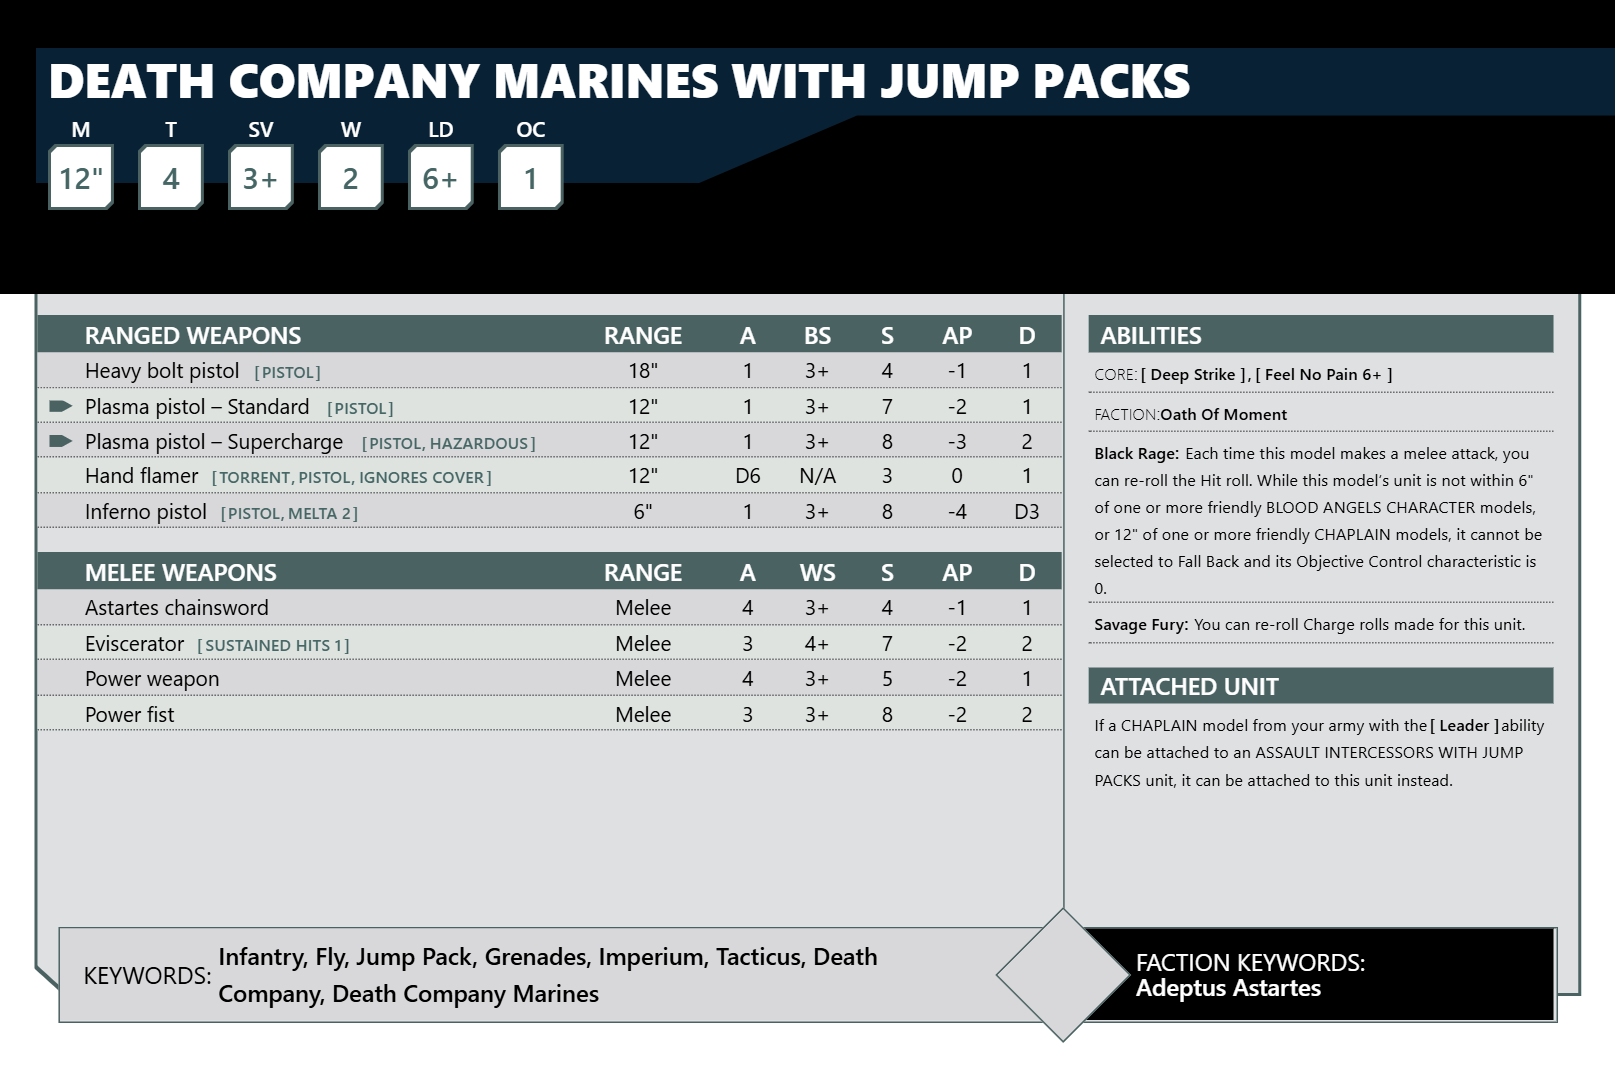 DEATH COMPANY MARINES WITH JUMP PACKS
M T SV W LD OC
12" 4 3+ 2 6+ 1
RANGED WEAPONS RANGE A BS S AP D
Heavy bolt pistol [PISTOL] 18" 1 3+ 4 -1 1
Plasma pistol – Standard [PISTOL] 12" 1 3+ 7 -2 1
Plasma pistol – Supercharge [PISTOL, HAZARDOUS] 12" 1 3+ 8 -3 2
Hand flamer [TORRENT, PISTOL, IGNORES COVER] 12" D6 N/A 3 0 1
Inferno pistol [PISTOL, MELTA 2] 6" 1 3+ 8 -4 D3
MELEE WEAPONS RANGE A WS S AP D
Astartes chainsword Melee 4 3+ 4 -1 1
Eviscerator [SUSTAINED HITS 1] Melee 3 4+ 7 -2 2
Power weapon Melee 4 3+ 5 -2 1
Power fist Melee 3 3+ 8 -2 2
ABILITIES
CORE: [ Deep Strike ], [ Feel No Pain 6+ ]
FACTION:Oath Of Moment
Black Rage: Each time this model makes a melee attack, you
can re-roll the Hit roll. While this model's unit is not within 6"
of one or more friendly BLOOD ANGELS CHARACTER models,
or 12" of one or more friendly CHAPLAIN models, it cannot be
selected to Fall Back and its Objective Control characteristic is
0.
Savage Fury: You can re-roll Charge rolls made for this unit.
ATTACHED UNIT
If a CHAPLAIN model from your army with the [ Leader ] ability
can be attached to an ASSAULT INTERCESSORS WITH JUMP
PACKS unit, it can be attached to this unit instead.
KEYWORDS: Infantry, Fly, Jump Pack, Grenades, Imperium, Tacticus, Death
Company, Death Company Marines
FACTION KEYWORDS:
Adeptus Astartes